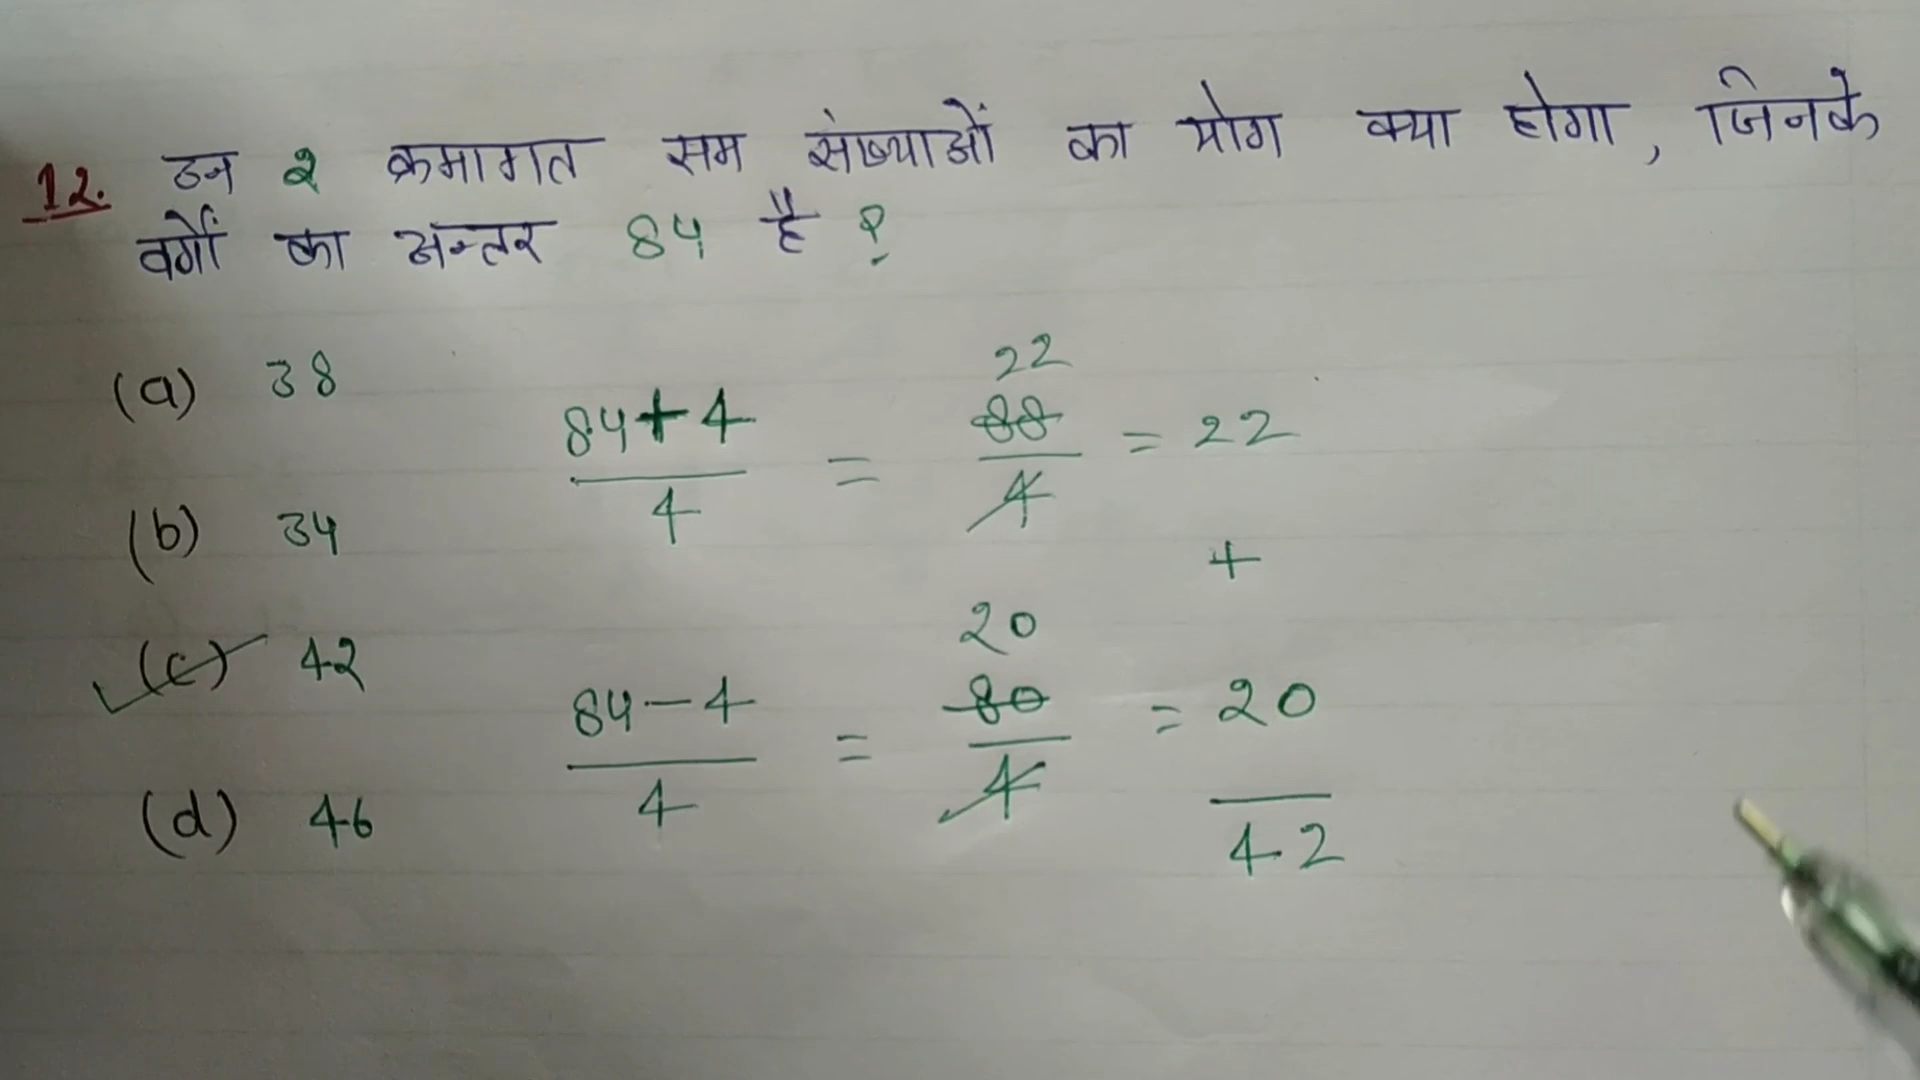 12. उन २ क्रमागत सम संख्याओं का योग क्या होगा, जिनके
वर्गों का अन्तर 84 है ?
(a) 38
(b) 34
(c) 42
(d) 46
22
84+4 / 4 = 88 / 4 = 22
+
20
84-4 / 4 = 80 / 4 = 20
42